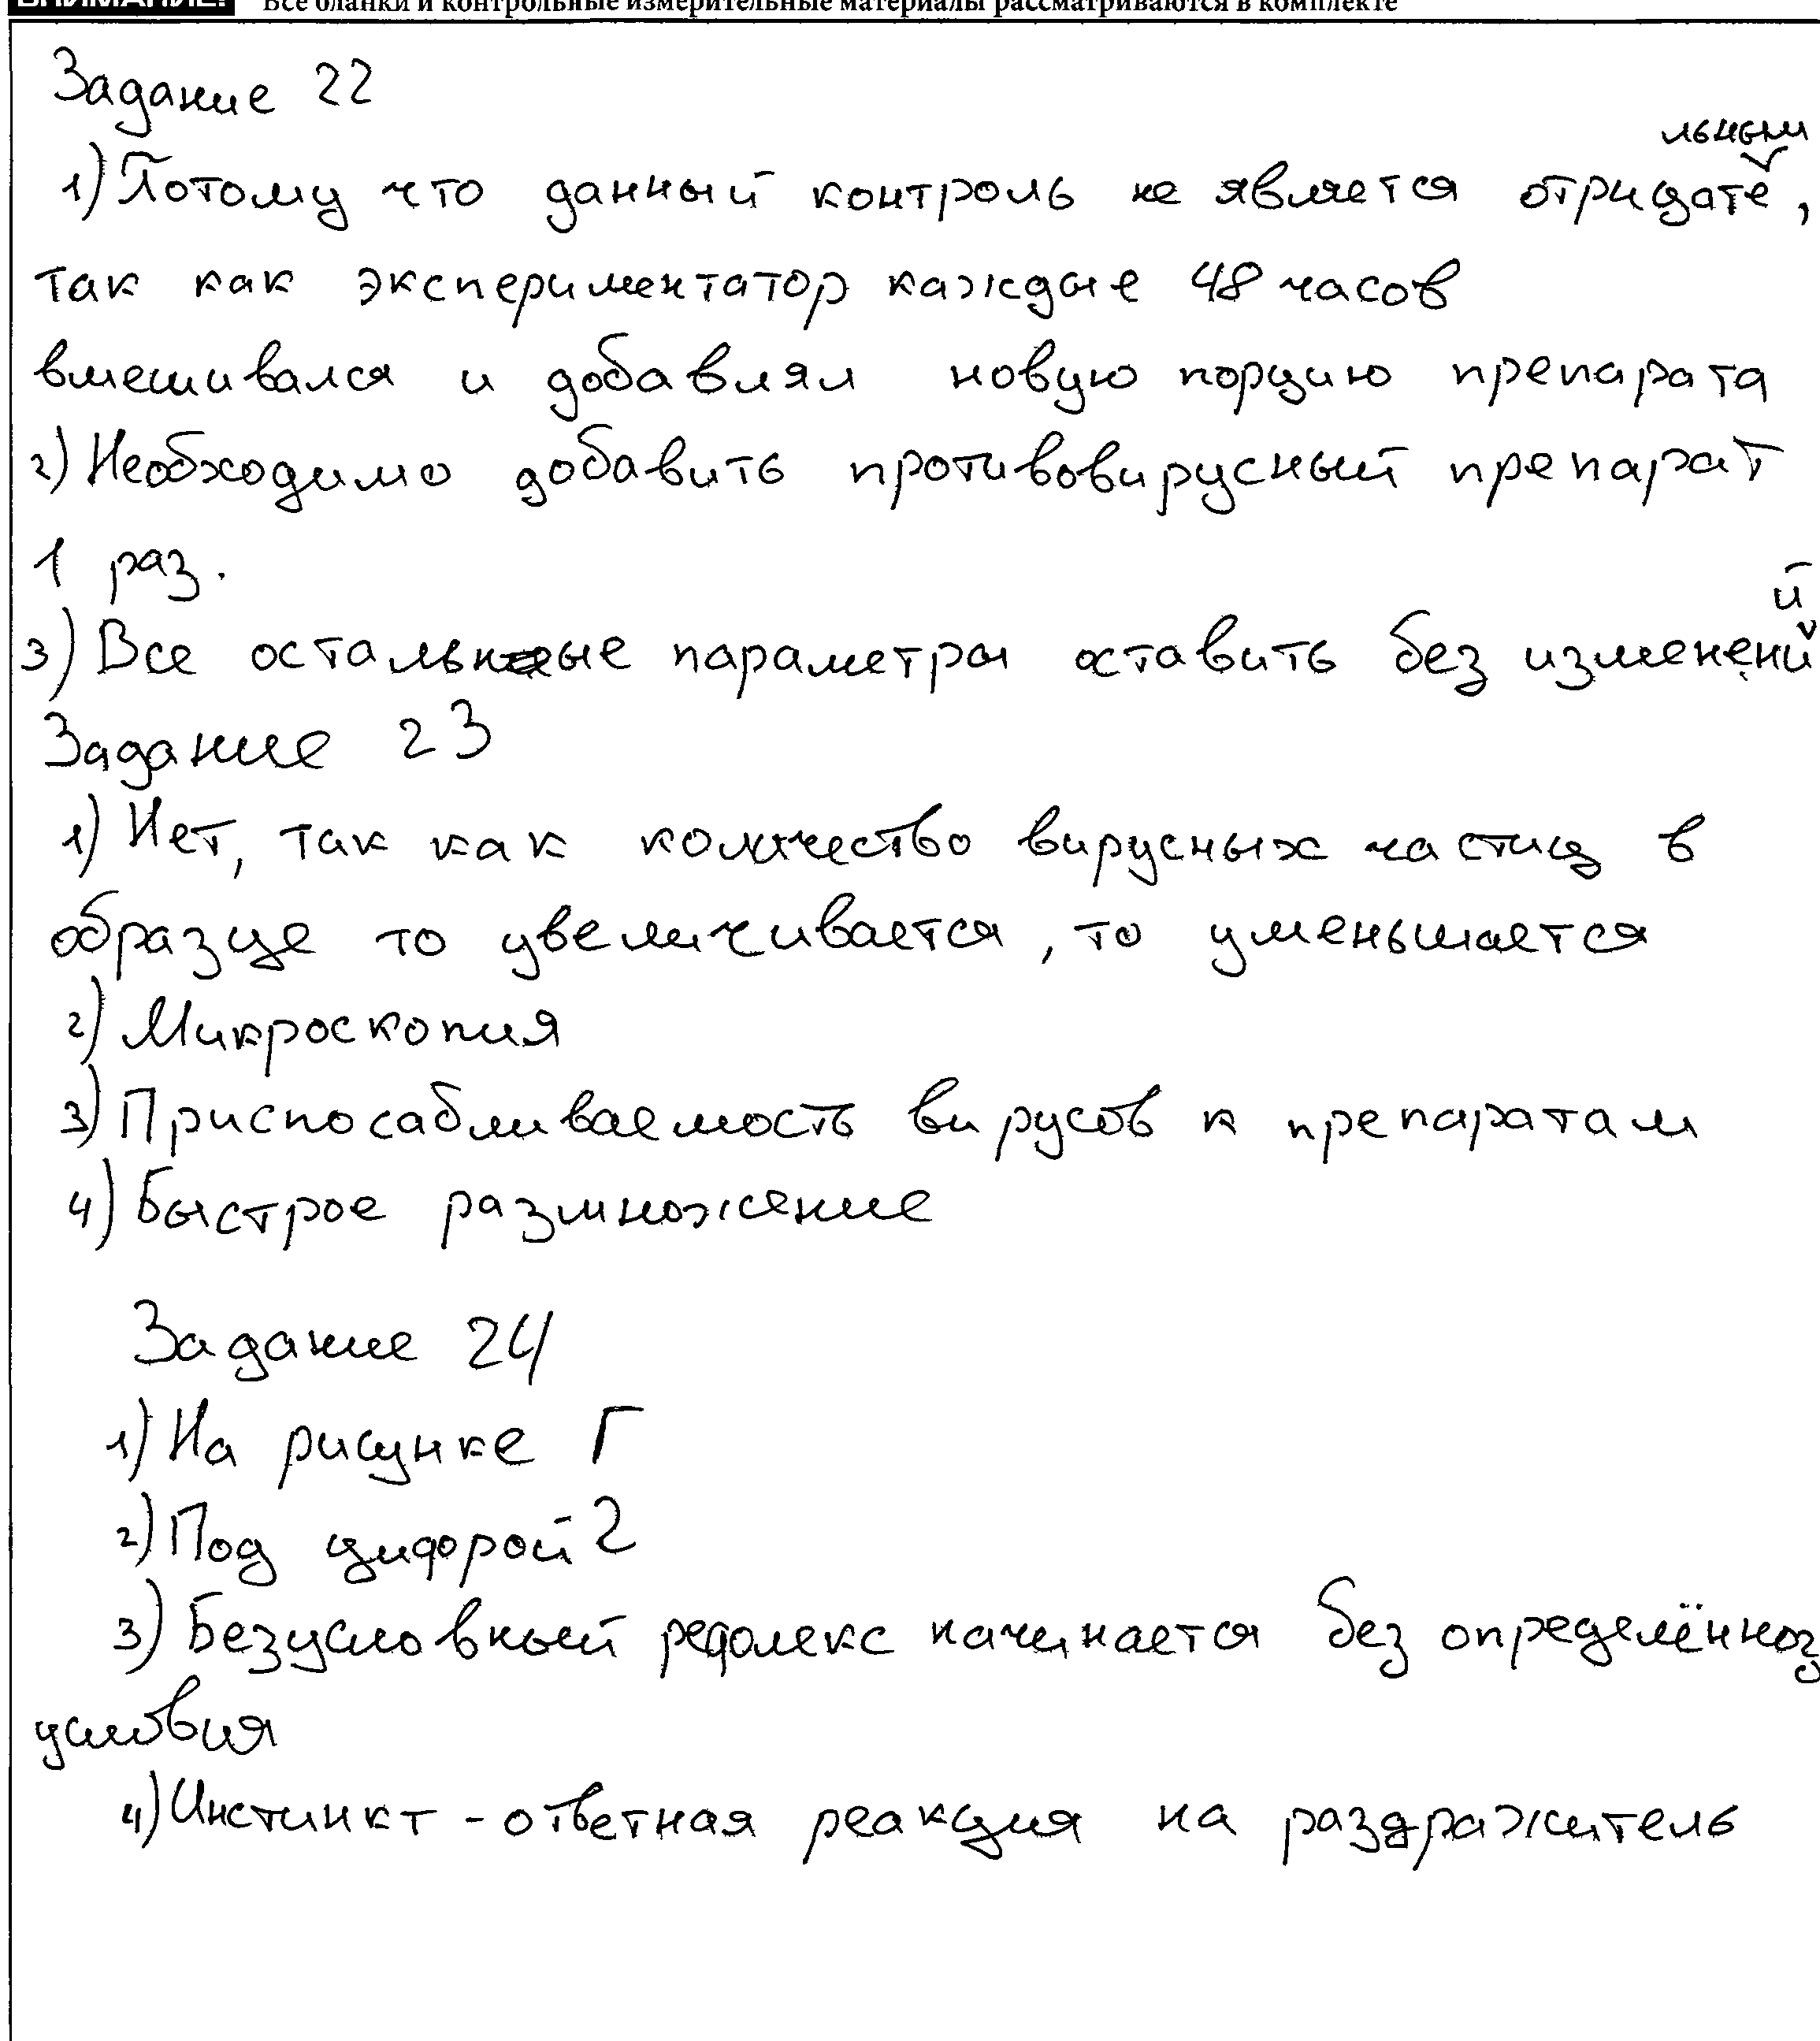 ВНИМАНИЕ! Все бланки и контрольные измерительные материалы рассматриваются в комплекте
Задание 22
1) Потому что данный контроль не является отрицательным,
так как экспериментатор каждые 48 часов
вмешивался и добавлял новую порцию препарата
2) Необходимо добавить противовирусный препарат
1 раз.
3) Все остальные параметры оставить без изменений
Задание 23
1) Нет, так как количество вирусных частиц в
образце то увеличивается, то уменьшается
2) Микроскопия
3) Приспосабливаемость вирусов к препаратам
4) Быстрое размножение
Задание 24
1) На рисунке Г
2) Под цифрой 2
3) Безусловный рефлекс начинается без определённог
условия
4) Инстинкт - ответная реакция на раздражитель